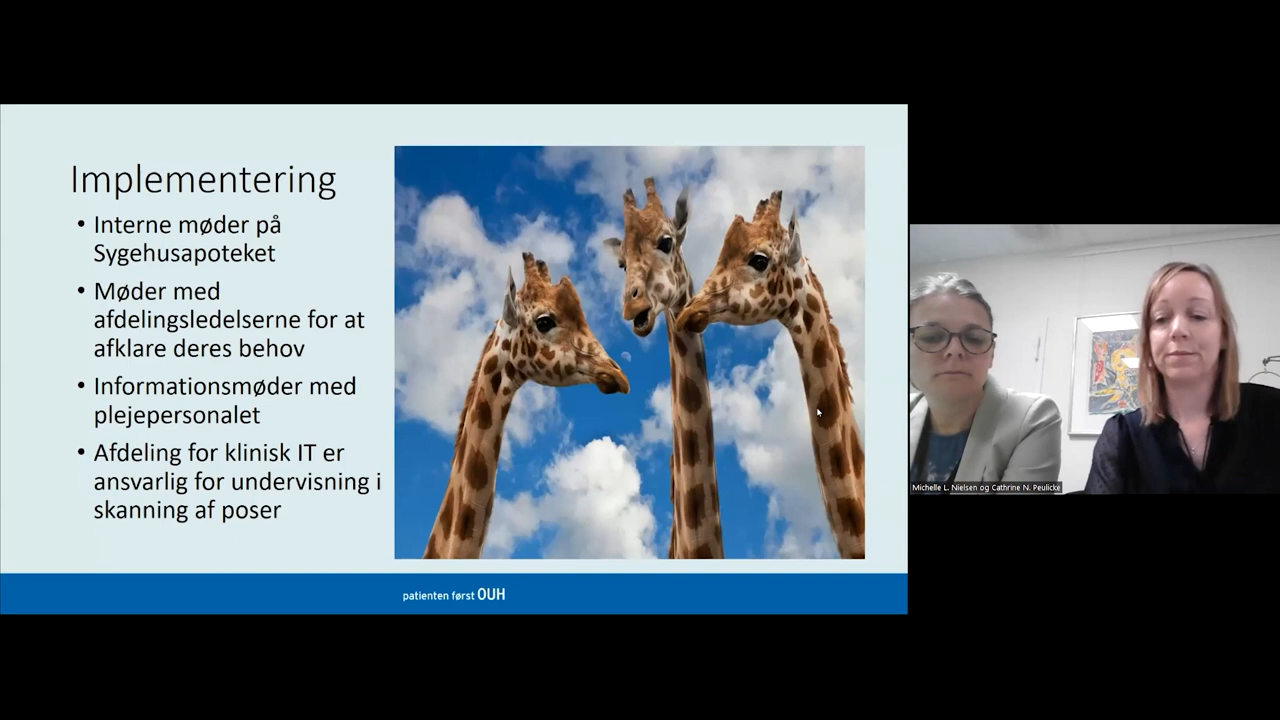 Implementering
• Interne møder på
Sygehusapoteket
• Møder med
afdelingsledelserne for at
afklare deres behov
• Informationsmøder med
plejepersonalet
• Afdeling for klinisk IT er
ansvarlig for undervisning i
skanning af poser
patienten først OUH
Michelle L. Nielsen og Cathrine N. Peulicke